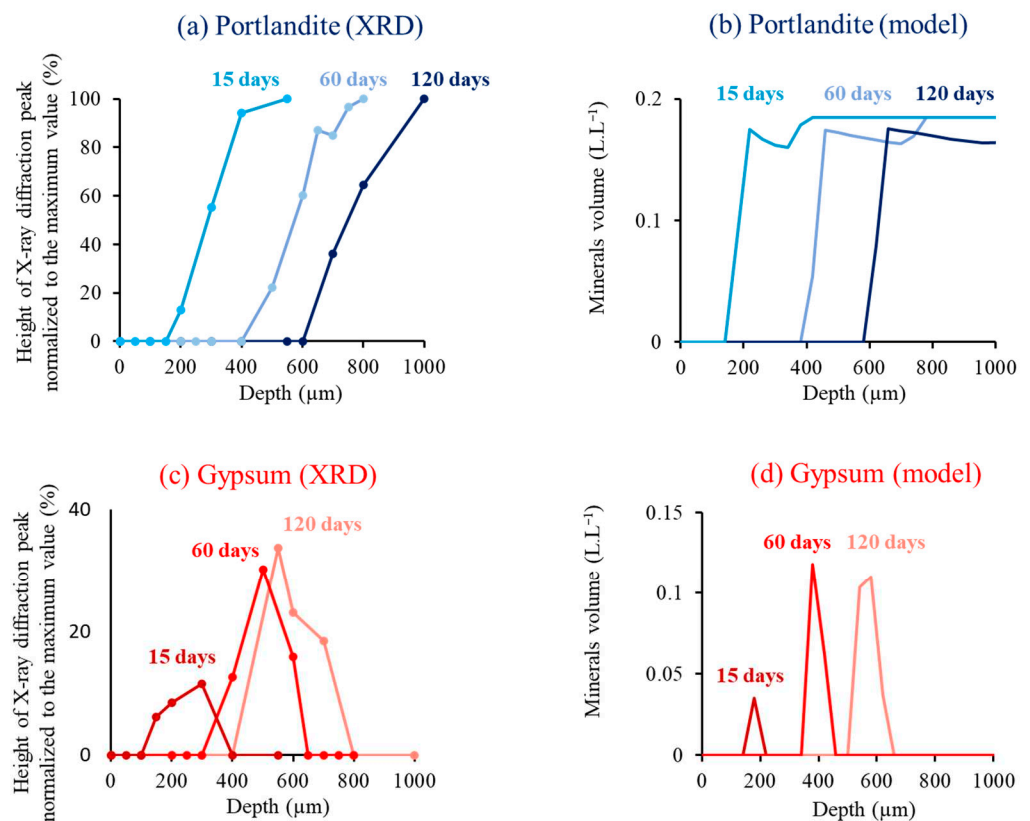 (a) Portlandite (XRD)
Height of X-ray diffraction peak
normalized to the maximum value (%)
15 days
60 days
120 days
100
80
60
40
20
0
0 200 400 600 800 1000
Depth (µm)
(b) Portlandite (model)
Minerals volume (L.L⁻¹)
15 days
60 days
120 days
0.2
0.1
0
0 200 400 600 800 1000
Depth (µm)
(c) Gypsum (XRD)
Height of X-ray diffraction peak
normalized to the maximum value (%)
40
20
0
120 days
60 days
15 days
0 200 400 600 800 1000
Depth (µm)
(d) Gypsum (model)
Minerals volume (L.L⁻¹)
0.15
0.1
0.05
0
60 days
120 days
15 days
0 200 400 600 800 1000
Depth (µm)